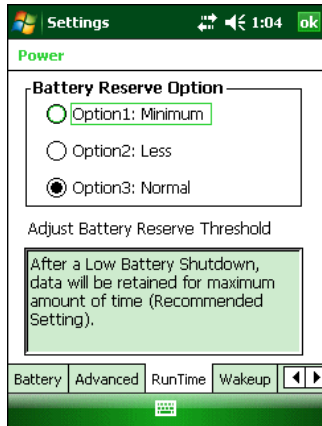 Settings 1:04 ok
Power
Battery Reserve Option
Option1: Minimum
Option2: Less
Option3: Normal
Adjust Battery Reserve Threshold
After a Low Battery Shutdown,
data will be retained for maximum
amount of time (Recommended
Setting).
Battery Advanced RunTime Wakeup